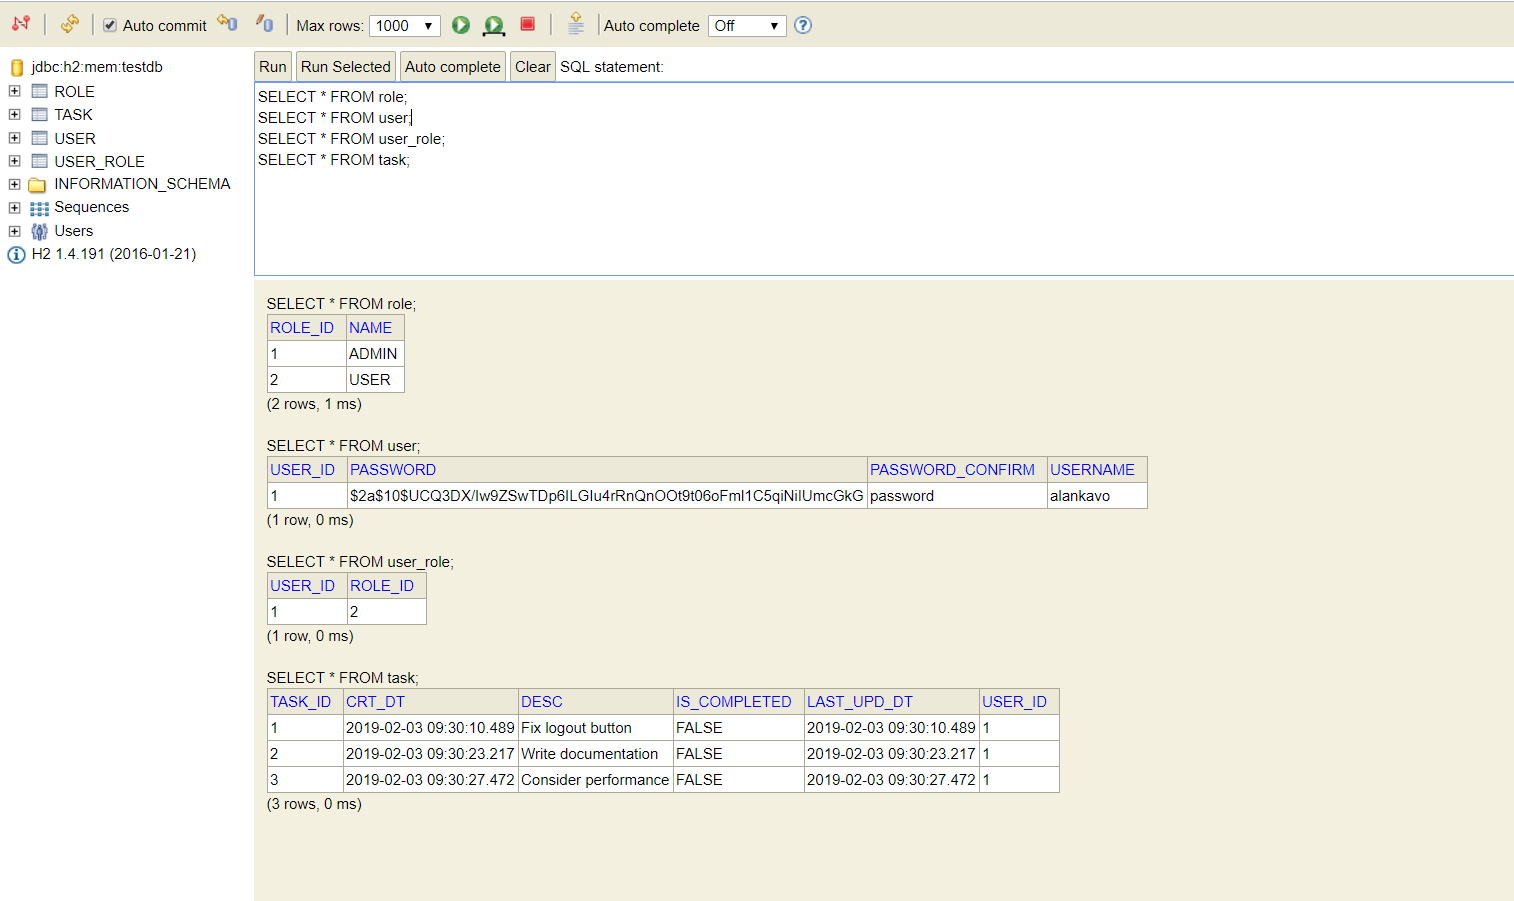 Auto commit Max rows: 1000 Auto complete Off
jdbc:h2:mem:testdb
ROLE
TASK
USER
USER_ROLE
INFORMATION_SCHEMA
Sequences
Users
H2 1.4.191 (2016-01-21)
Run Run Selected Auto complete Clear SQL statement:
SELECT * FROM role;
SELECT * FROM user;
SELECT * FROM user_role;
SELECT * FROM task;
SELECT * FROM role;
ROLE_ID NAME
1 ADMIN
2 USER
(2 rows, 1 ms)
SELECT * FROM user;
USER_ID PASSWORD PASSWORD_CONFIRM USERNAME
1 $2a$10$UCQ3DX/Iw9ZSwTDp6ILGIu4rRnQnOOt9t06oFmI1C5qiNilUmcGkG password alankavo
(1 row, 0 ms)
SELECT * FROM user_role;
USER_ID ROLE_ID
1 2
(1 row, 0 ms)
SELECT * FROM task;
TASK_ID CRT_DT DESC IS_COMPLETED LAST_UPD_DT USER_ID
1 2019-02-03 09:30:10.489 Fix logout button FALSE 2019-02-03 09:30:10.489 1
2 2019-02-03 09:30:23.217 Write documentation FALSE 2019-02-03 09:30:23.217 1
3 2019-02-03 09:30:27.472 Consider performance FALSE 2019-02-03 09:30:27.472 1
(3 rows, 0 ms)